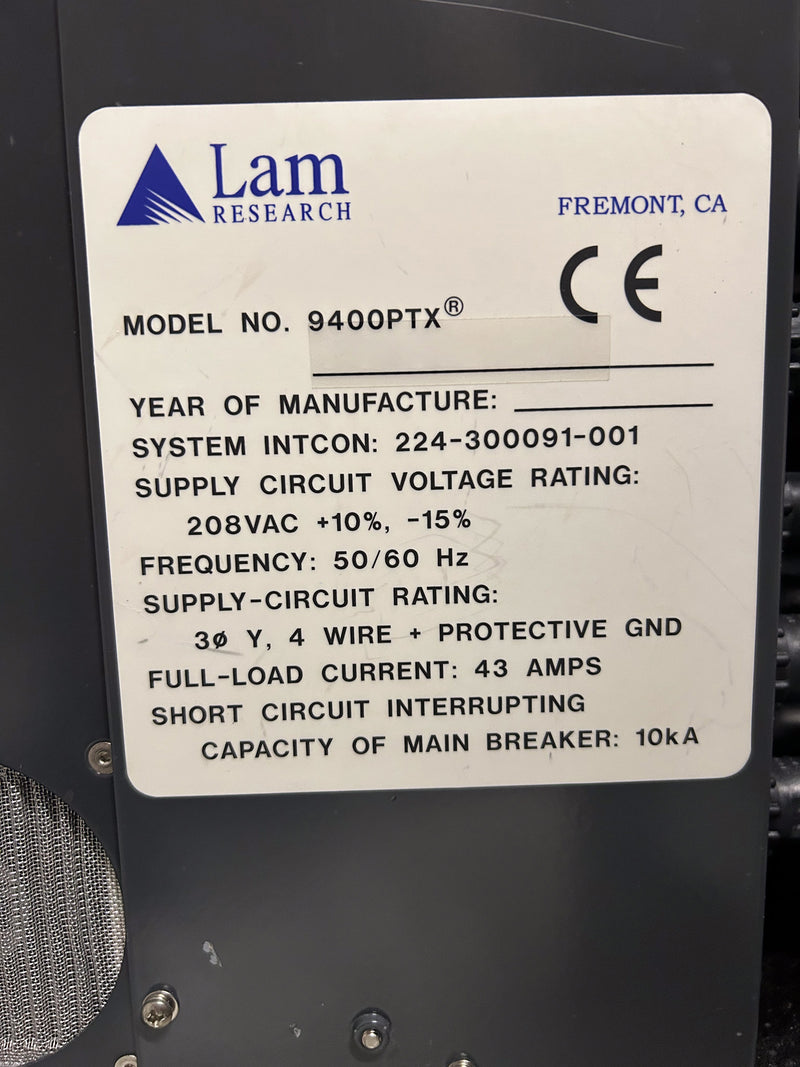 Lam
RESEARCH
FREMONT, CA
CE
MODEL NO. 9400PTX®
YEAR OF MANUFACTURE:
SYSTEM INTCON: 224-300091-001
SUPPLY CIRCUIT VOLTAGE RATING:
208VAC +10%, -15%
FREQUENCY: 50/60 Hz
SUPPLY-CIRCUIT RATING:
3ø Y, 4 WIRE + PROTECTIVE GND
FULL-LOAD CURRENT: 43 AMPS
SHORT CIRCUIT INTERRUPTING
CAPACITY OF MAIN BREAKER: 10kA